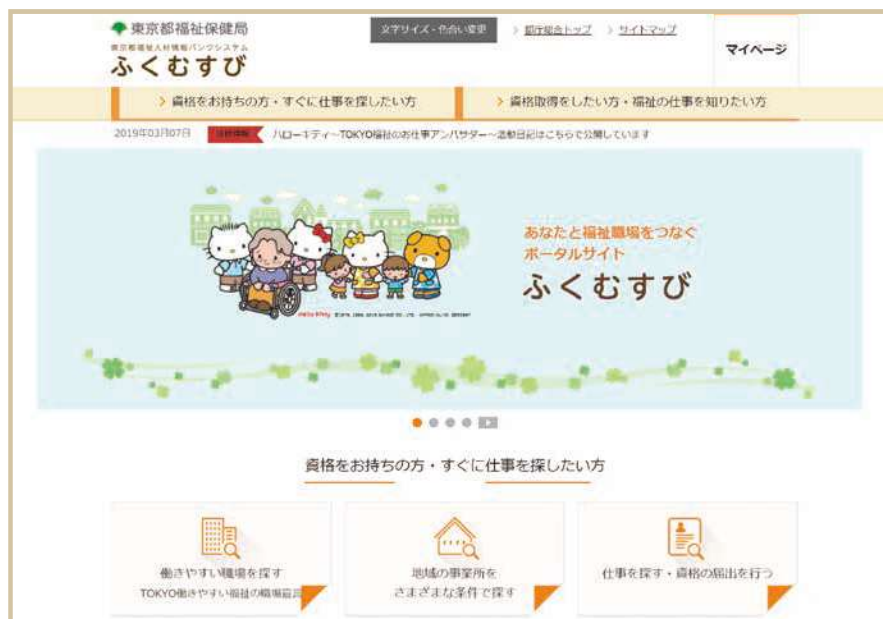 東京都福祉保健局
東京都福祉人材情報バンクシステム
ふくむすび
文字サイズ・色合い変更
都庁総合トップ
サイトマップ
マイページ
資格をお持ちの方・すぐに仕事を探したい方
資格取得をしたい方・福祉の仕事を知りたい方
2019年03月07日
ハローキティ～TOKYO福祉のお仕事アンバサダー～活動日記はこちらで公開しています
あなたと福祉職場をつなぐ
ポータルサイト
ふくむすび
資格をお持ちの方・すぐに仕事を探したい方
働きやすい職場を探す
TOKYO働きやすい福祉の職場宣言
地域の事業所を
さまざまな条件で探す
仕事を探す・資格の届出を行う